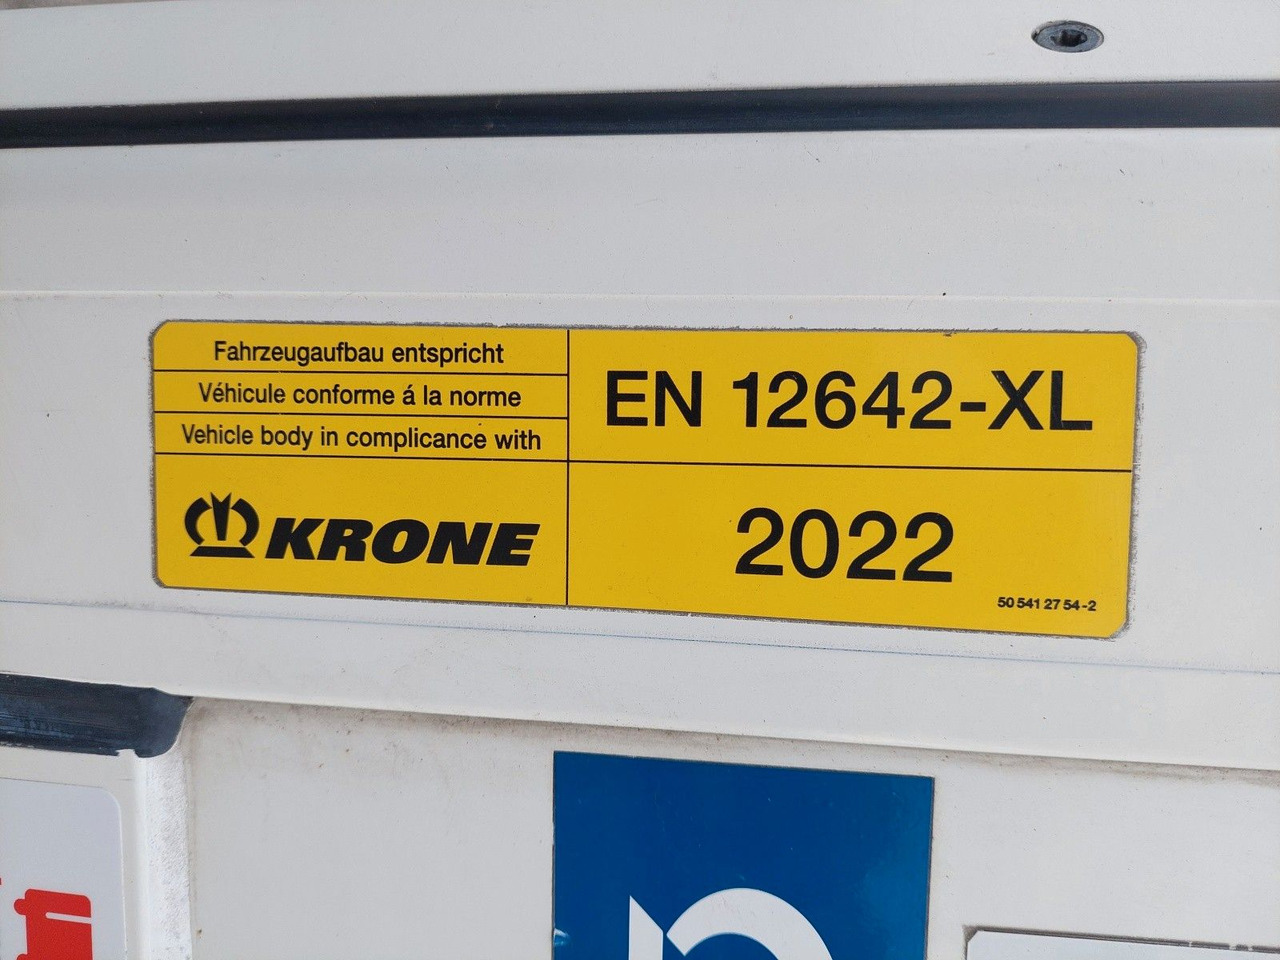 Fahrzeugaufbau entspricht
Véhicule conforme á la norme
Vehicle body in complicance with
EN 12642-XL
KRONE
2022
50 541 27 54 - 2